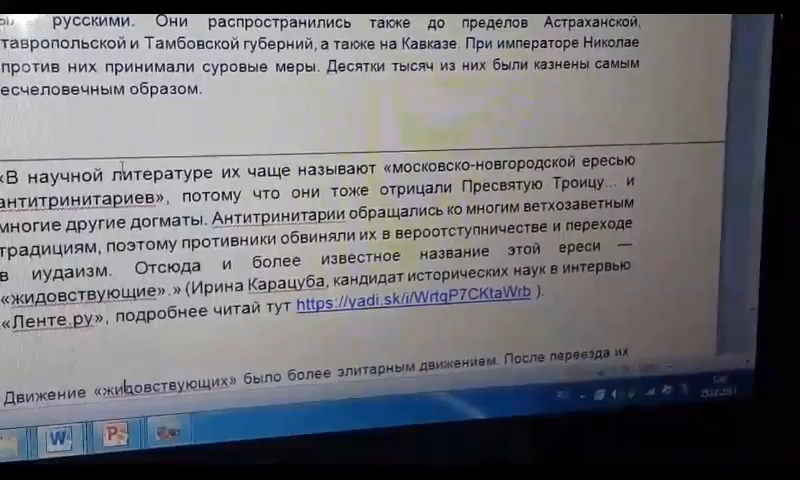 русскими. Они распространились также до пределов Астраханской,
тавропольской и Тамбовской губерний, а также на Кавказе. При императоре Николае
против них принимали суровые меры. Десятки тысяч из них были казнены самым
есчеловечным образом.
«В научной литературе их чаще называют «московско-новгородской ересью
антитринитариев», потому что они тоже отрицали Пресвятую Троицу... и
многие другие догматы. Антитринитарии обращались ко многим ветхозаветным
традициям, поэтому противники обвиняли их в вероотступничестве и переходе
в иудаизм. Отсюда и более известное название этой ереси —
«жидовствующие».» (Ирина Карацуба, кандидат исторических наук в интервью
«Ленте.ру», подробнее читай тут https://yadi.sk/i/WrtqP7CKtaWrb ).
Движение «жидовствующих» было более элитарным движением. После переезда их